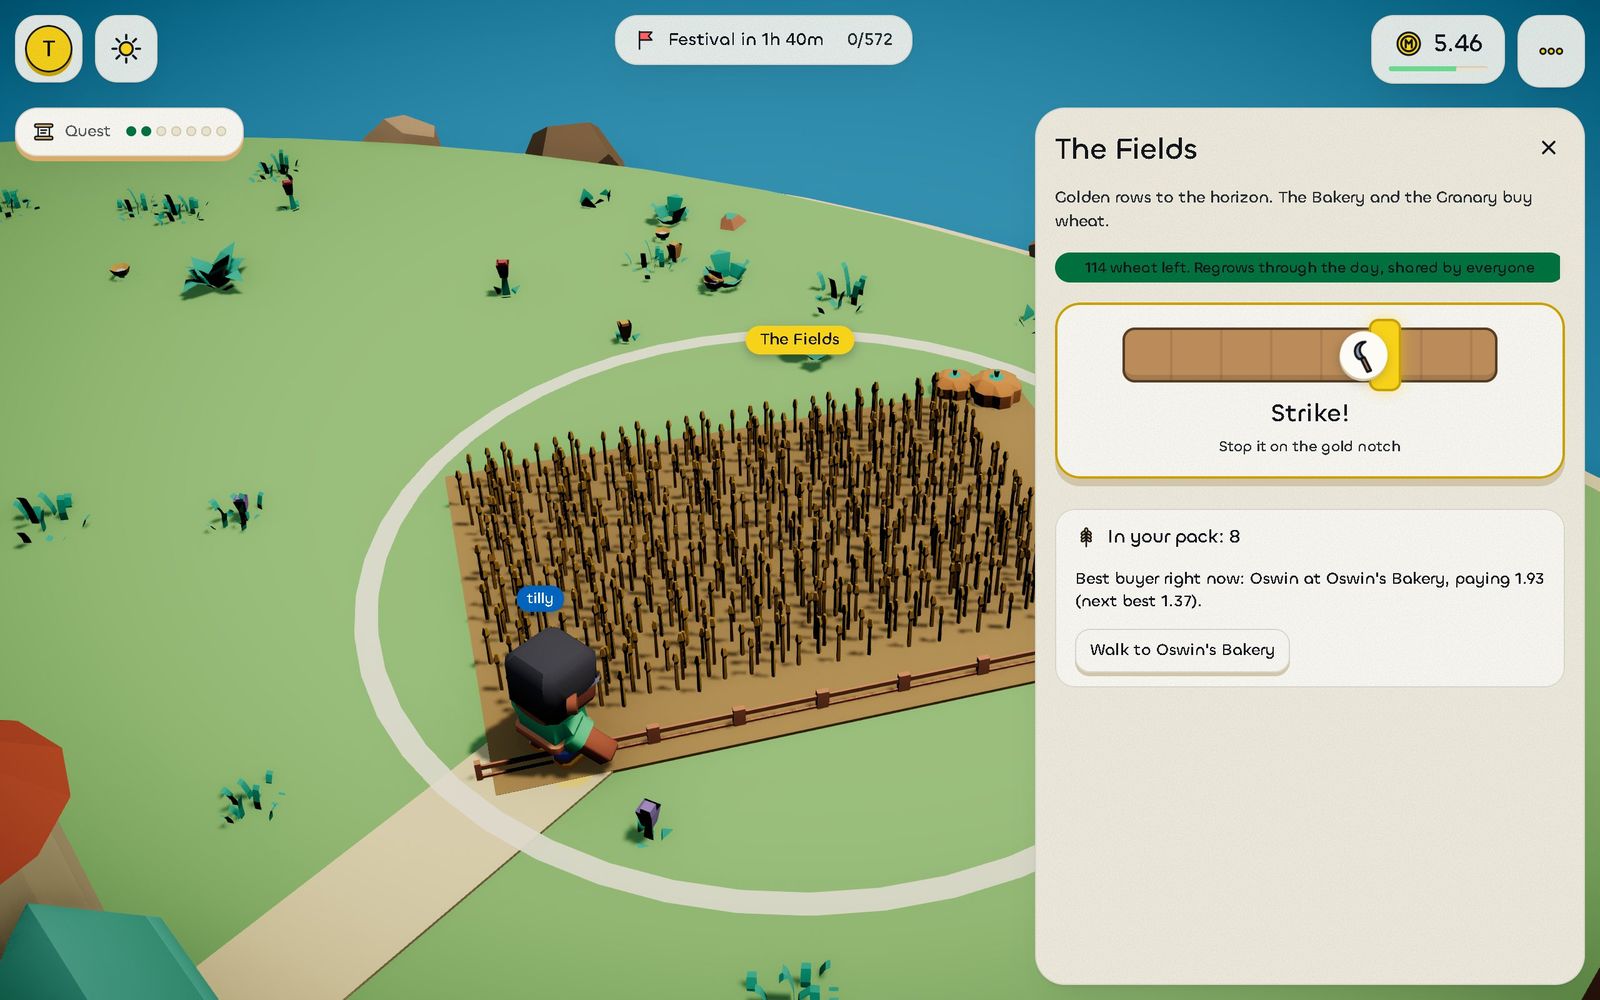 T
Festival in 1h 40m 0/572
M 5.46
Quest
The Fields
Golden rows to the horizon. The Bakery and the Granary buy
wheat.
114 wheat left. Regrows through the day, shared by everyone
The Fields
Strike!
Stop it on the gold notch
In your pack: 8
Best buyer right now: Oswin at Oswin's Bakery, paying 1.93
(next best 1.37).
tilly
Walk to Oswin's Bakery